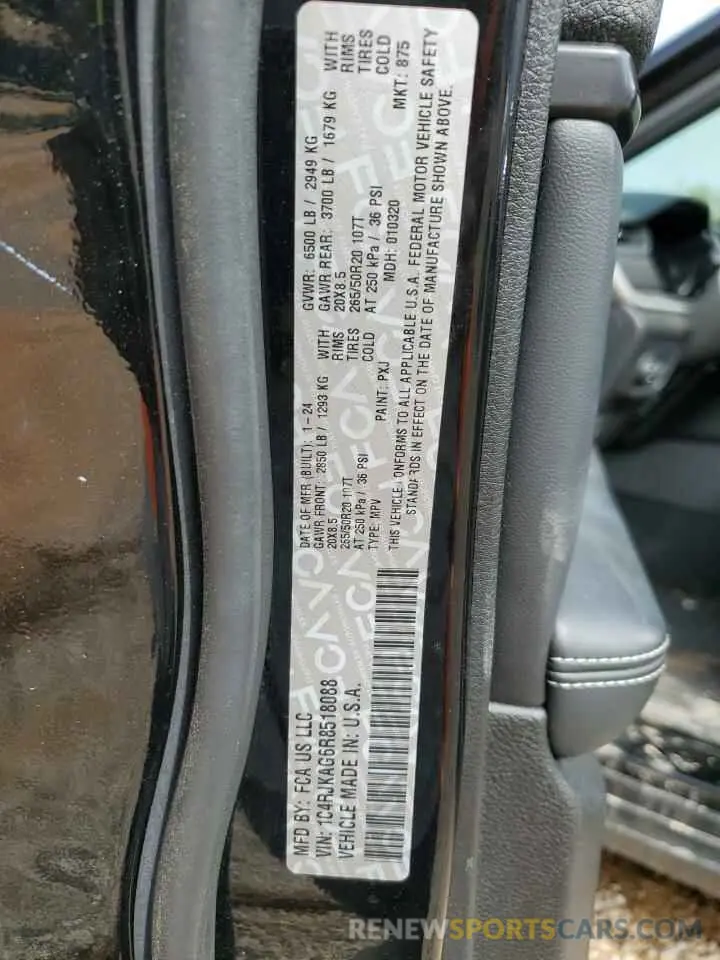 MFD BY: FCA US LLC
DATE OF MFR (BUILT): 1-24
GVWR: 6500 LB / 2949 KG
VIN: 1C4RJKAG6R8518088
GAWR FRONT: 2850 LB / 1293 KG WITH
GAWR REAR: 3700 LB / 1679 KG WITH
20X8.5 RIMS
20X8.5 RIMS
265/50R20 107T TIRES
265/50R20 107T TIRES
AT 250 kPa / 36 PSI COLD
AT 250 kPa / 36 PSI COLD
VEHICLE MADE IN: U.S.A.
TYPE: MPV
PAINT: PXJ
MDH: 010320
MKT: 875
THIS VEHICLE CONFORMS TO ALL APPLICABLE U.S.A. FEDERAL MOTOR VEHICLE SAFETY
STANDARDS IN EFFECT ON THE DATE OF MANUFACTURE SHOWN ABOVE.
RENEWSPORTSCARS.COM